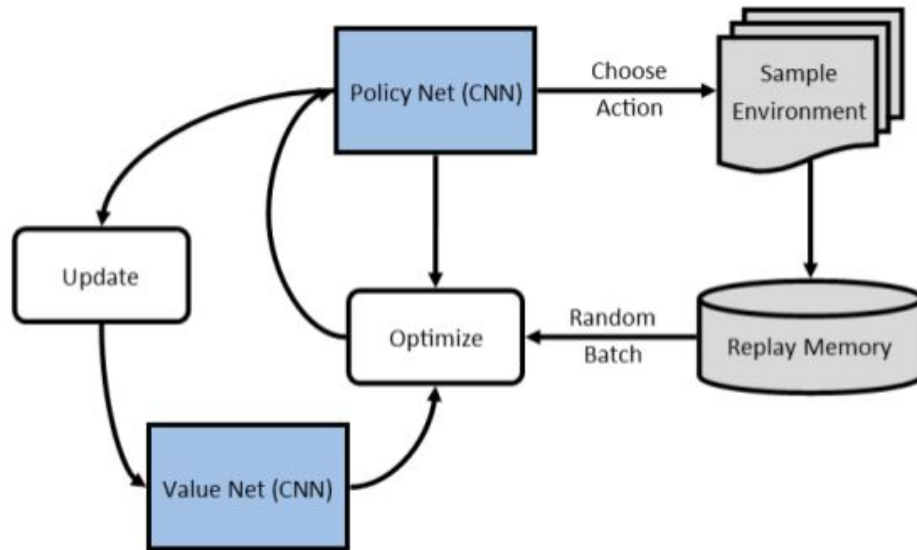 Policy Net (CNN)
Choose
Action
Sample
Environment
Update
Optimize
Random
Batch
Replay Memory
Value Net (CNN)